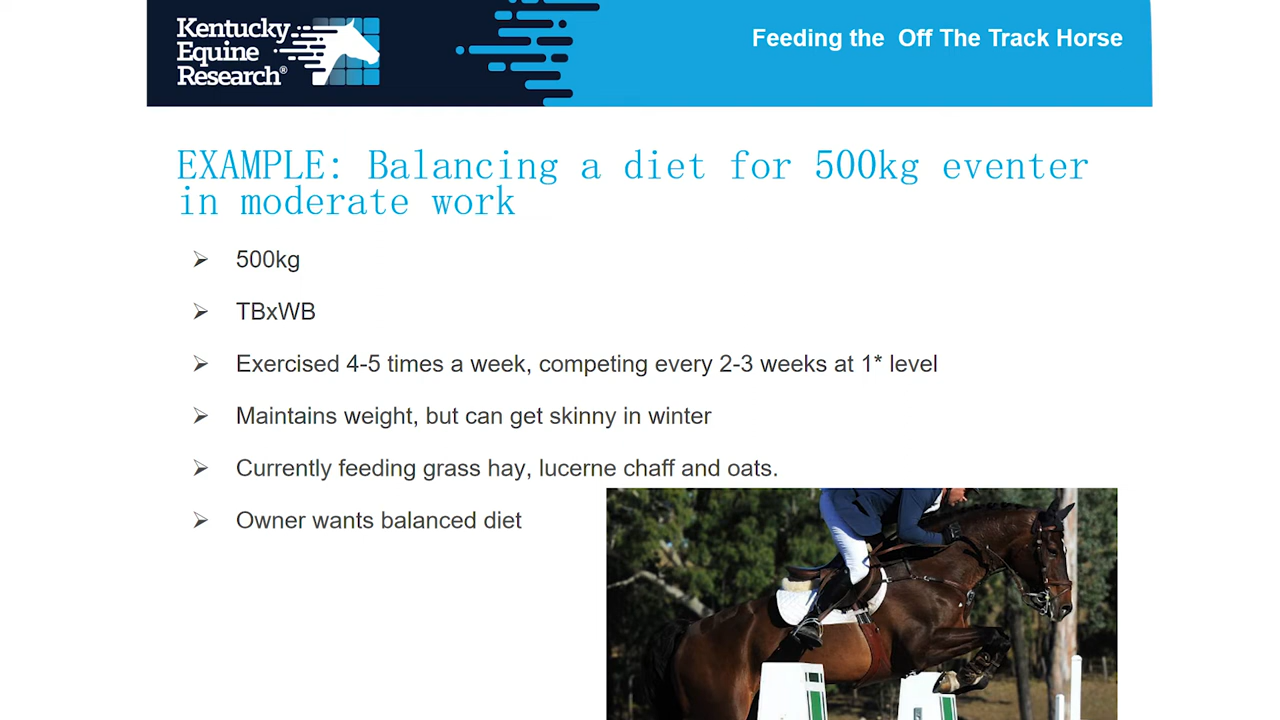 Kentucky
Equine
Research®
Feeding the Off The Track Horse
EXAMPLE: Balancing a diet for 500kg eventer
in moderate work
500kg
TBxWB
Exercised 4-5 times a week, competing every 2-3 weeks at 1* level
Maintains weight, but can get skinny in winter
Currently feeding grass hay, lucerne chaff and oats.
Owner wants balanced diet